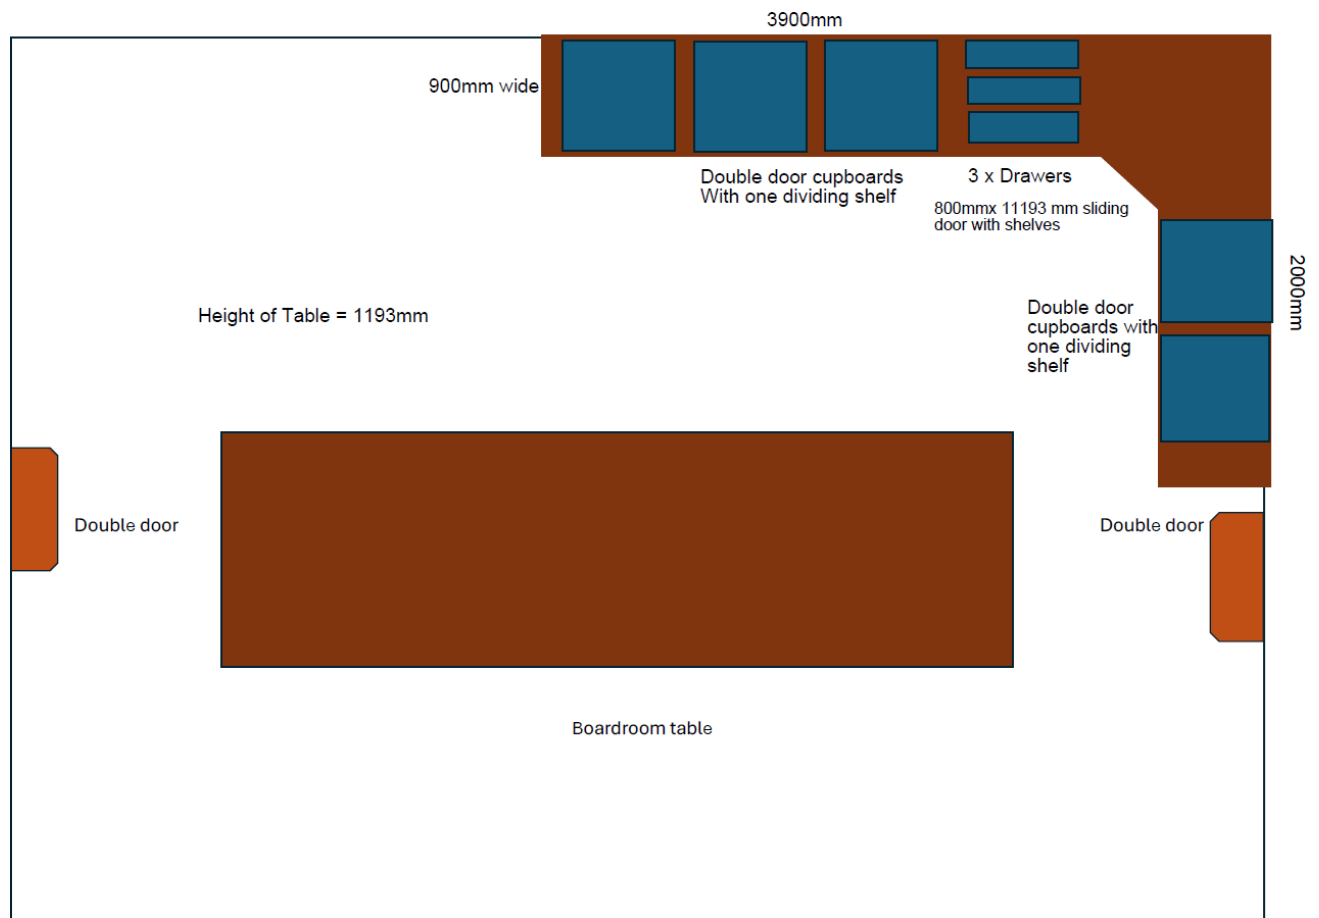 3900mm
900mm wide
Double door cupboards
With one dividing shelf
3 x Drawers
800mmx 11193 mm sliding
door with shelves
2000mm
Height of Table = 1193mm
Double door
cupboards with
one dividing
shelf
Double door
Double door
Boardroom table